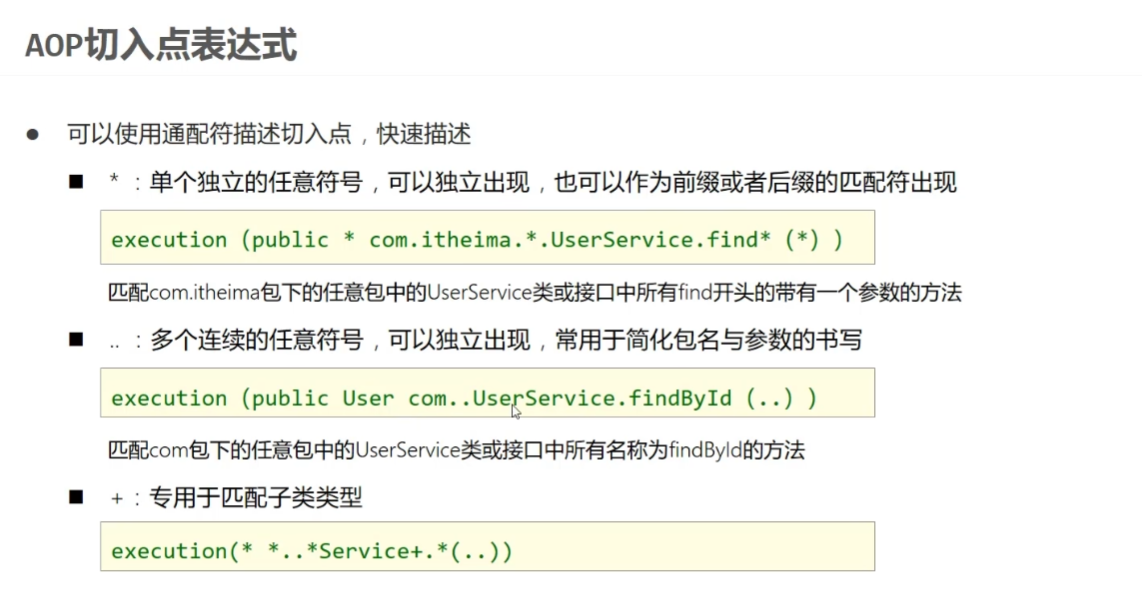 AOP切入点表达式
● 可以使用通配符描述切入点，快速描述
■ * ：单个独立的任意符号，可以独立出现，也可以作为前缀或者后缀的匹配符出现
execution (public * com.itheima.*.UserService.find* (*) )
匹配com.itheima包下的任意包中的UserService类或接口中所有find开头的带有一个参数的方法
■ .. ：多个连续的任意符号，可以独立出现，常用于简化包名与参数的书写
execution (public User com..UserService.findById (..) )
匹配com包下的任意包中的UserService类或接口中所有名称为findById的方法
■ + ：专用于匹配子类类型
execution(* *..*Service+.*(..))